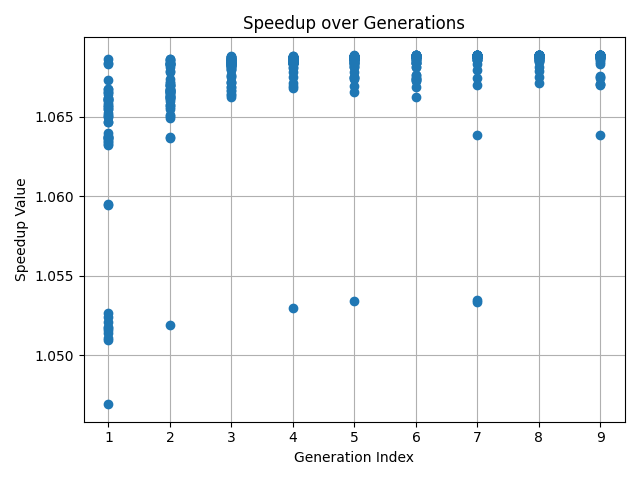 Speedup over Generations
Speedup Value
1.065
1.060
1.055
1.050
1 2 3 4 5 6 7 8 9
Generation Index